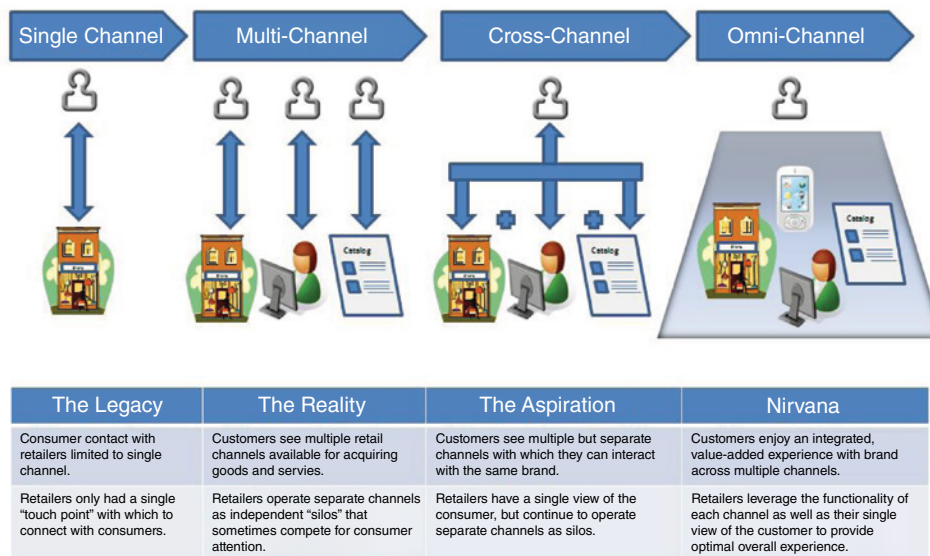 Single Channel
Multi-Channel
Cross-Channel
Omni-Channel
Catalog
Catalog
Catalog
The Legacy
The Reality
The Aspiration
Nirvana
Consumer contact with
retailers limited to single
channel.
Customers see multiple retail
channels available for acquiring
goods and servies.
Customers see multiple but separate
channels with which they can interact
with the same brand.
Customers enjoy an integrated,
value-added experience with brand
across multiple channels.
Retailers only had a single
“touch point” with which to
connect with consumers.
Retailers operate separate channels
as independent “silos” that
sometimes compete for consumer
attention.
Retailers have a single view of the
consumer, but continue to operate
separate channels as silos.
Retailers leverage the functionality of
each channel as well as their single
view of the customer to provide
optimal overall experience.